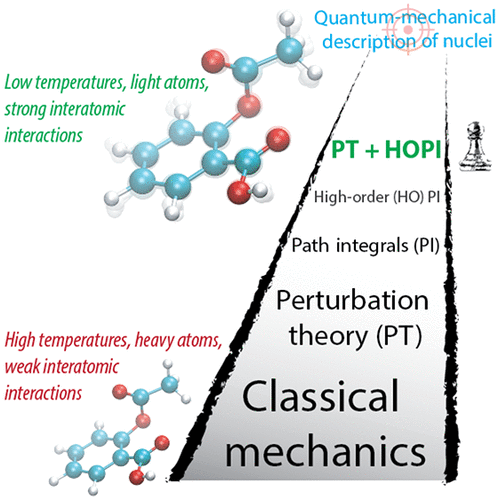 Quantum-mechanical
description of nuclei
Low temperatures, light atoms,
strong interatomic
interactions
PT + HOPI
High-order (HO) PI
Path integrals (PI)
Perturbation
theory (PT)
High temperatures, heavy atoms,
weak interatomic
interactions
Classical
mechanics